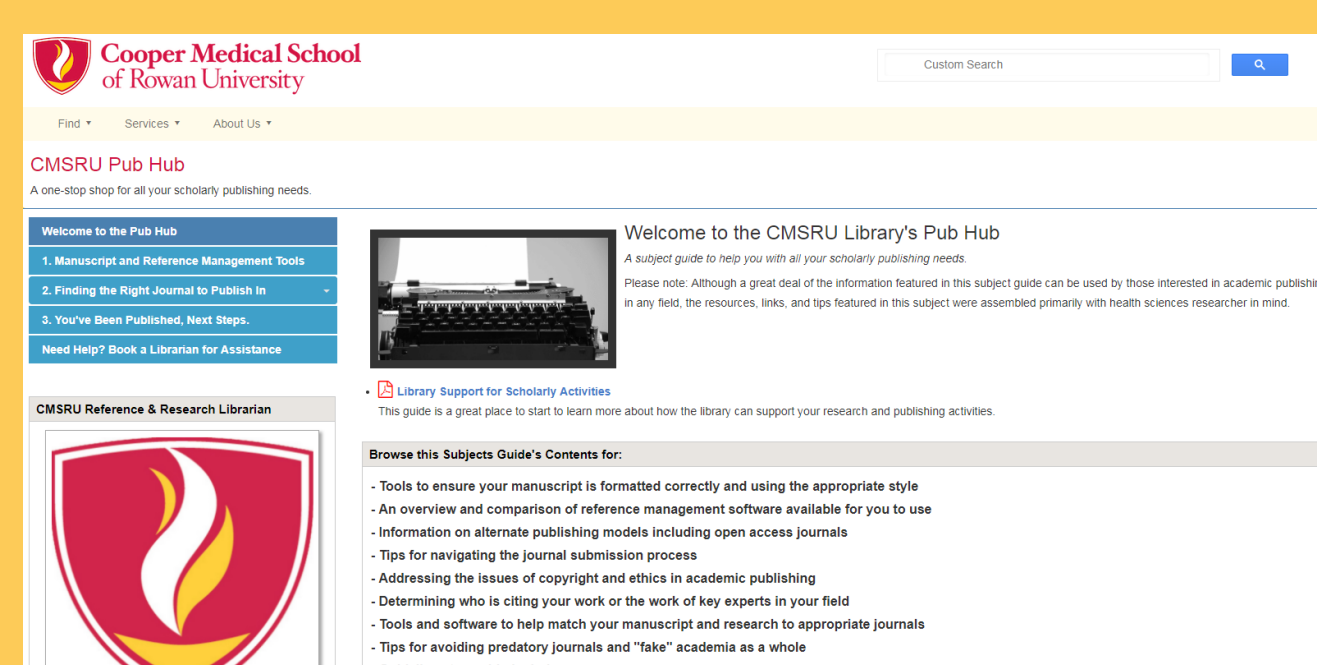 Cooper Medical School
of Rowan University
Custom Search
Find
Services
About Us
CMSRU Pub Hub
A one-stop shop for all your scholarly publishing needs.
Welcome to the Pub Hub
1. Manuscript and Reference Management Tools
2. Finding the Right Journal to Publish In
3. You've Been Published, Next Steps.
Need Help? Book a Librarian for Assistance
CMSRU Reference & Research Librarian
Welcome to the CMSRU Library's Pub Hub
A subject guide to help you with all your scholarly publishing needs.
Please note: Although a great deal of the information featured in this subject guide can be used by those interested in academic publishin
in any field, the resources, links, and tips featured in this subject were assembled primarily with health sciences researcher in mind.
Library Support for Scholarly Activities
This guide is a great place to start to learn more about how the library can support your research and publishing activities.
Browse this Subjects Guide's Contents for:
- Tools to ensure your manuscript is formatted correctly and using the appropriate style
- An overview and comparison of reference management software available for you to use
- Information on alternate publishing models including open access journals
- Tips for navigating the journal submission process
- Addressing the issues of copyright and ethics in academic publishing
- Determining who is citing your work or the work of key experts in your field
- Tools and software to help match your manuscript and research to appropriate journals
- Tips for avoiding predatory journals and "fake" academia as a whole